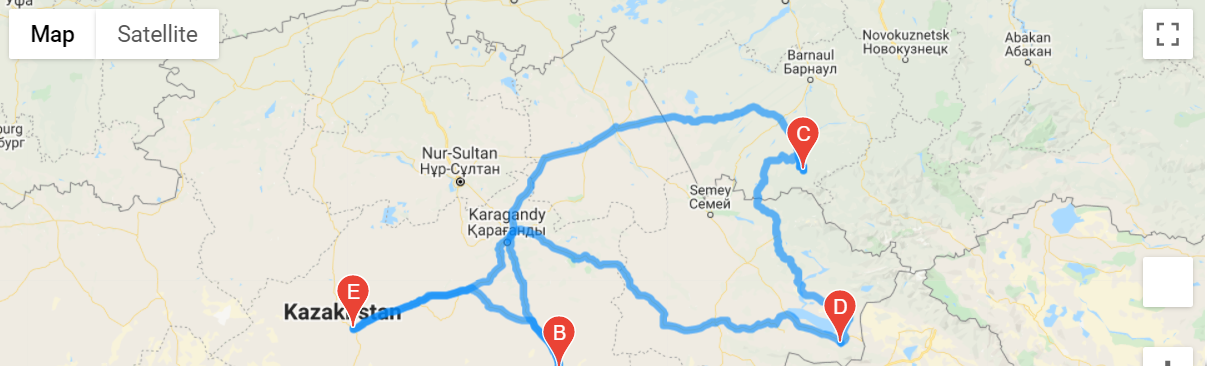 Уфа
Map
Satellite
Novokuznetsk
Новокузнецк
Abakan
Абакан
Barnaul
Барнаул
burg
бург
C
Nur-Sultan
Нұр-Сұлтан
Semey
Семей
Karagandy
Қарағанды
E
D
Kazakhstan
B